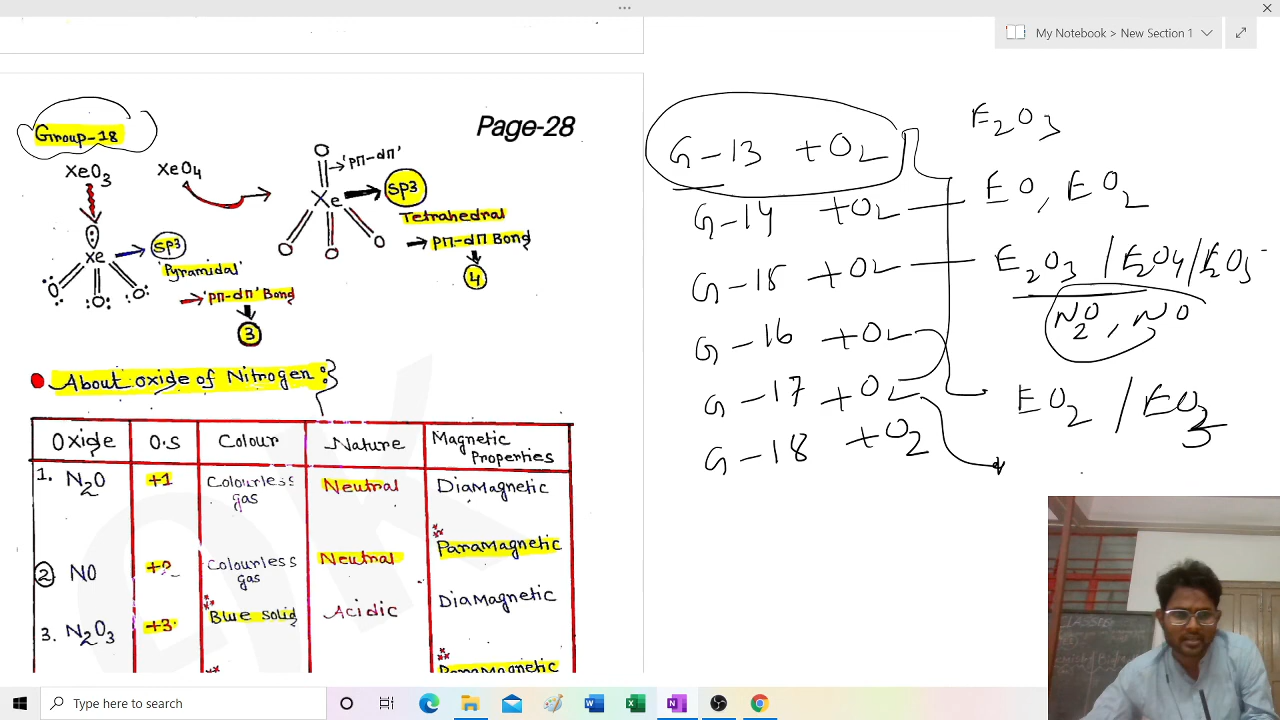 My Notebook > New Section 1
Group-18
Page-28
XeO3
XeO4
O
'pπ-dπ'
Xe
sp3
O O O
Tetrahedral
pπ-dπ Bond
4
Xe
sp3
'Pyramidal'
O O O
'pπ-dπ' Bond
3
About oxide of Nitrogen :
Oxide O.S Colour Nature Magnetic Properties
1. N2O +1 Colourless gas Neutral DiaMagnetic
2 NO +2 Colourless gas Neutral ** ParaMagnetic
3. N2O3 +3 ** Blue solid Acidic DiaMagnetic
** ParaMagnetic
**
E2O3
G-13 + O2
G-14 + O2 — EO, EO2
G-15 + O2 — E2O3 / E2O4 / E2O5
N2O, NO
G-16 + O2
G-17 + O2
EO2 / EO3
G-18 + O2
Type here to search